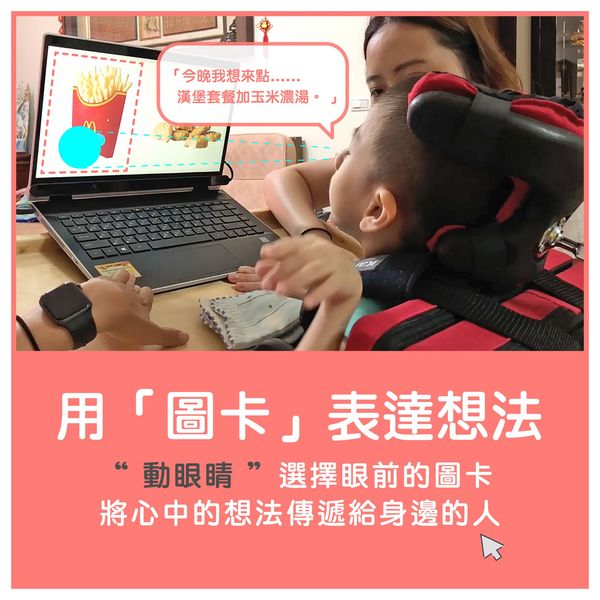 「今晚我想來點......
漢堡套餐加玉米濃湯。」
用「圖卡」表達想法
“ 動眼睛 ” 選擇眼前的圖卡
將心中的想法傳遞給身邊的人